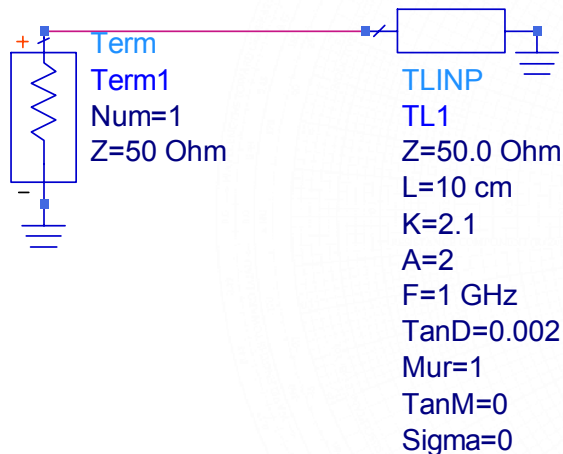 +
Term
Term1
Num=1
Z=50 Ohm
–
TLINP
TL1
Z=50.0 Ohm
L=10 cm
K=2.1
A=2
F=1 GHz
TanD=0.002
Mur=1
TanM=0
Sigma=0